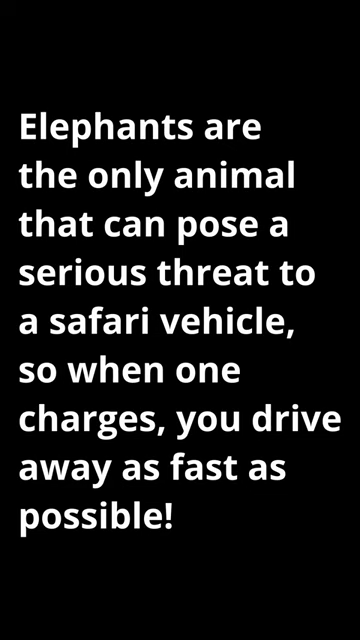 Elephants are
the only animal
that can pose a
serious threat to
a safari vehicle,
so when one
charges, you drive
away as fast as
possible!